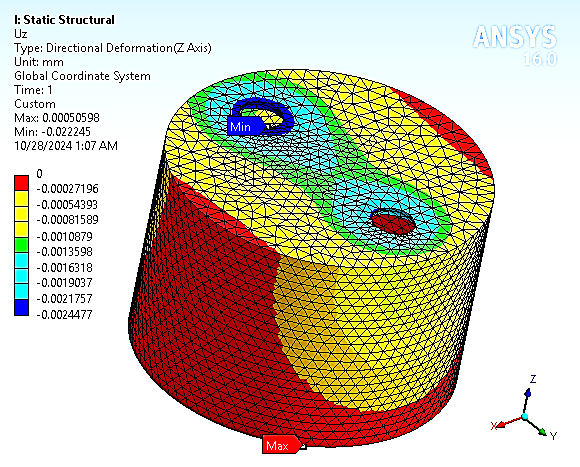 I: Static Structural
Uz
Type: Directional Deformation(Z Axis)
Unit: mm
Global Coordinate System
Time: 1
Custom
Max: 0.00050598
Min: -0.022245
10/28/2024 1:07 AM
ANSYS
16.0
0
-0.00027196
-0.00054393
-0.00081589
-0.0010879
-0.0013598
-0.0016318
-0.0019037
-0.0021757
-0.0024477
Min
Max
Z
X
Y